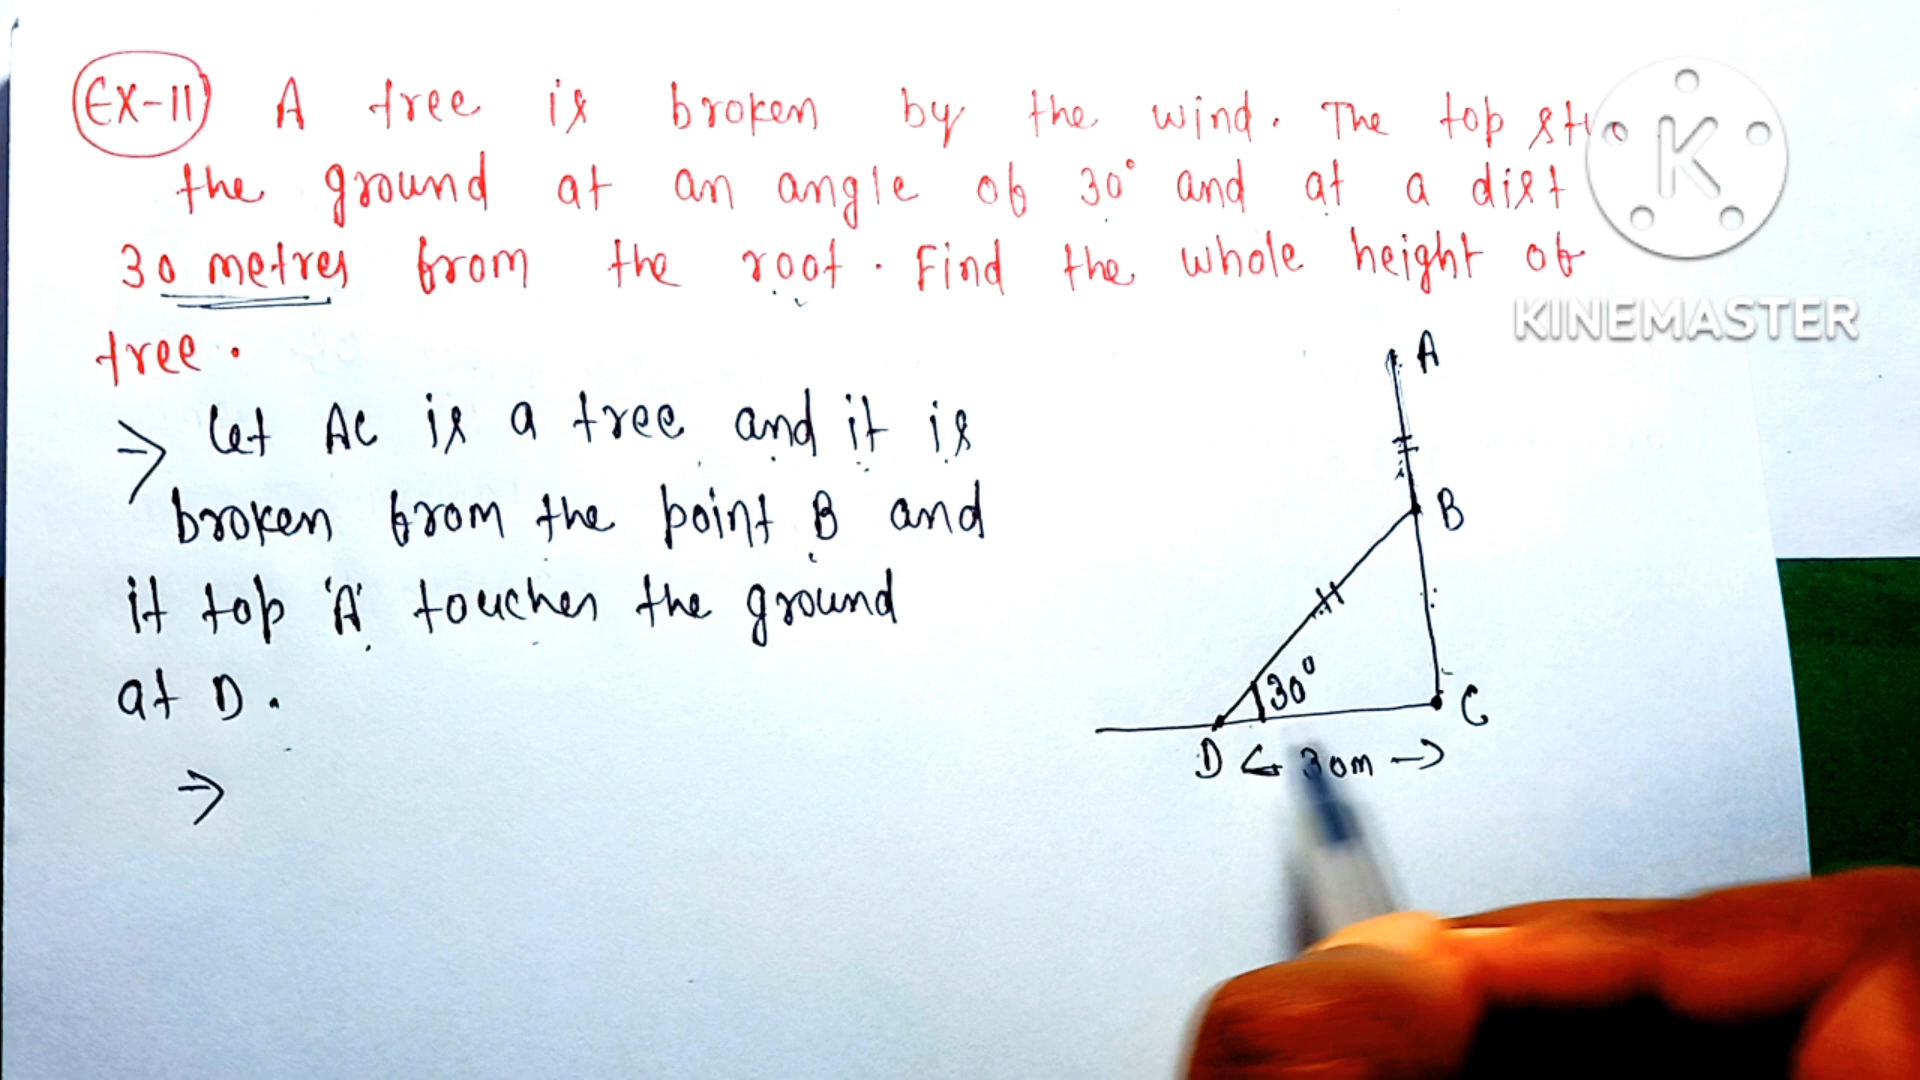 EX-11 A tree is broken by the wind. The top
the ground at an angle of 30° and at a dist
30 metres from the root. Find the whole height of
tree.
⇒ let AC is a tree and it is
broken from the point B and
it top 'A' touches the ground
at D.
⇒
A
B
30°
C
D ← 30m →
K
KINEMASTER